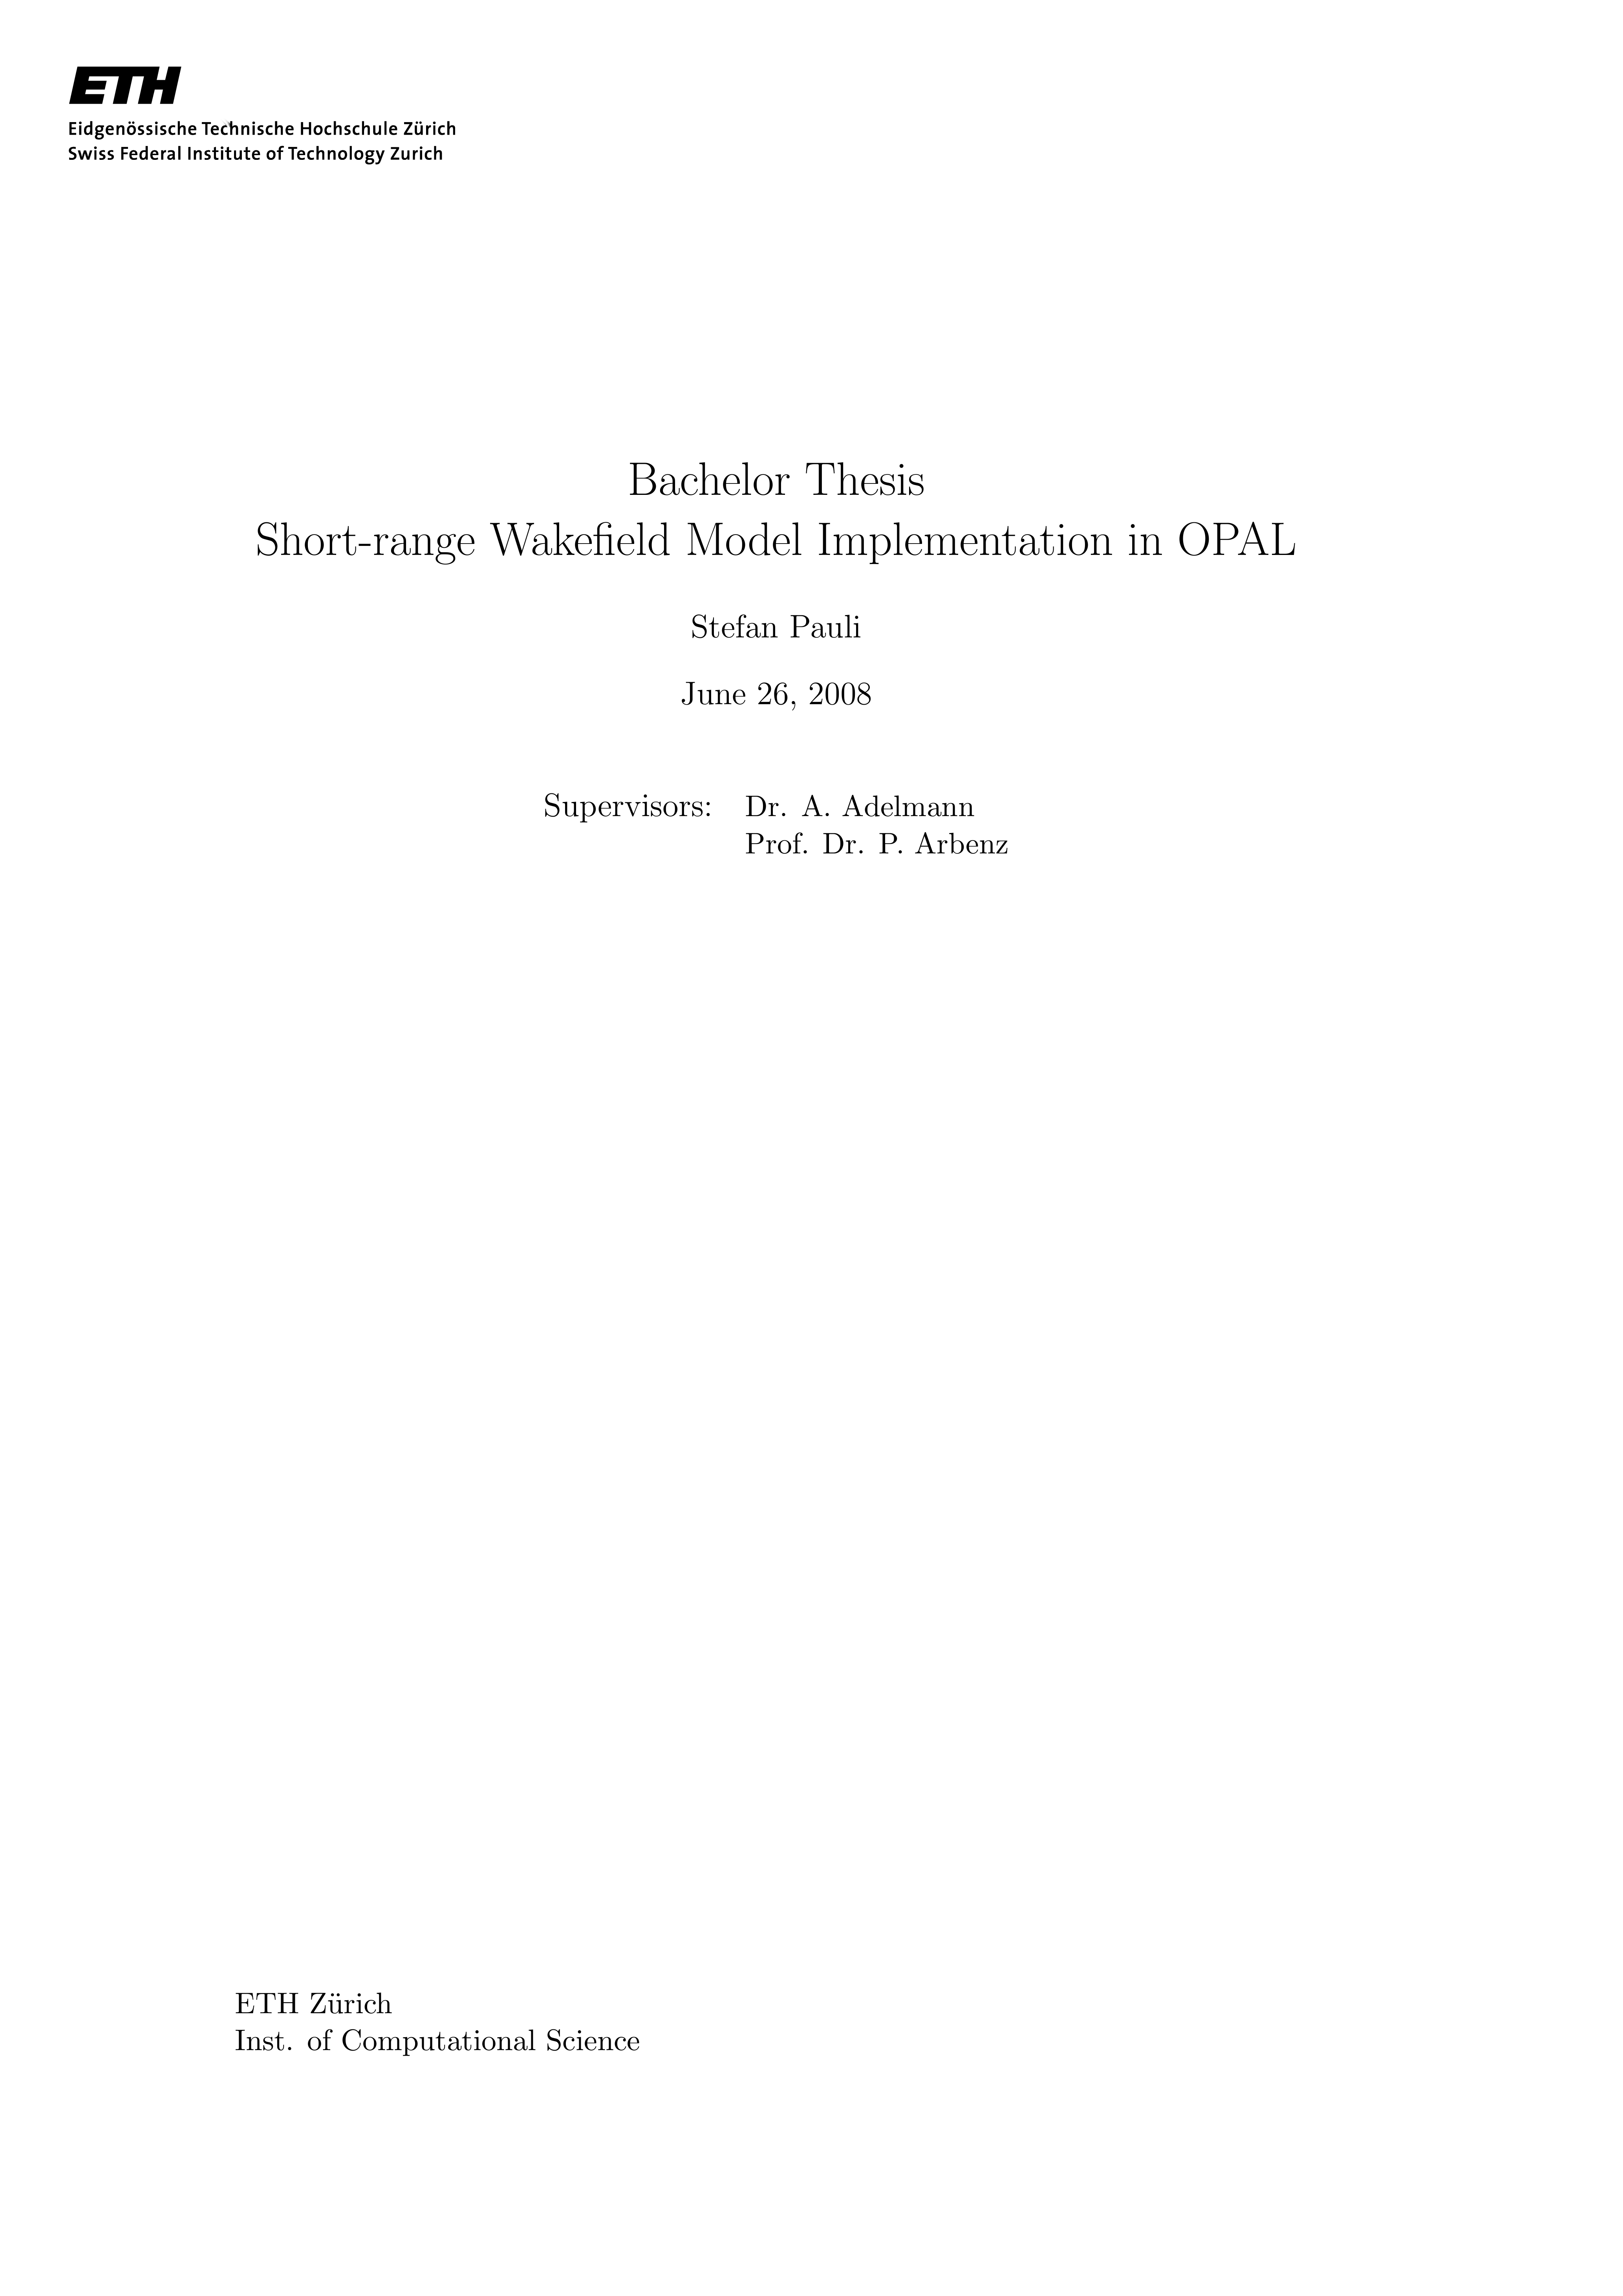 ETH
Eidgenössische Technische Hochschule Zürich
Swiss Federal Institute of Technology Zurich
Bachelor Thesis
Short-range Wakefield Model Implementation in OPAL
Stefan Pauli
June 26, 2008
Supervisors: Dr. A. Adelmann
Prof. Dr. P. Arbenz
ETH Zürich
Inst. of Computational Science